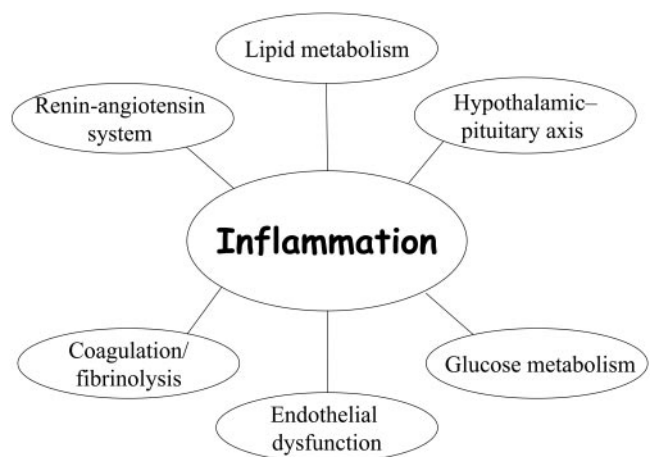 Lipid metabolism
Renin-angiotensin
system
Hypothalamic–
pituitary axis
Inflammation
Coagulation/
fibrinolysis
Glucose metabolism
Endothelial
dysfunction